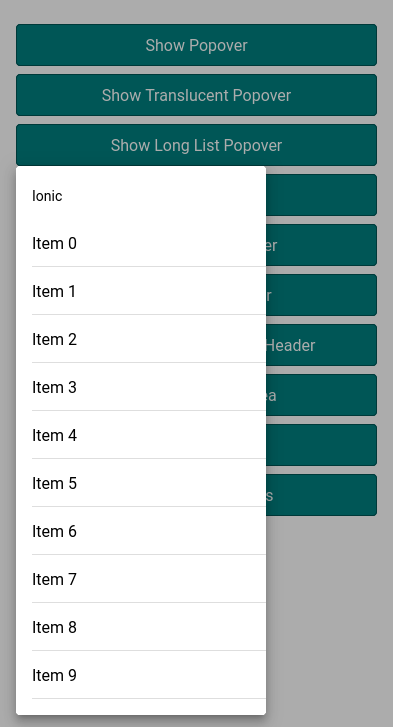 Show Popover
Show Translucent Popover
Show Long List Popover
Ionic
Item 0
Item 1
Item 2
Item 3
Item 4
Item 5
Item 6
Item 7
Item 8
Item 9
Header